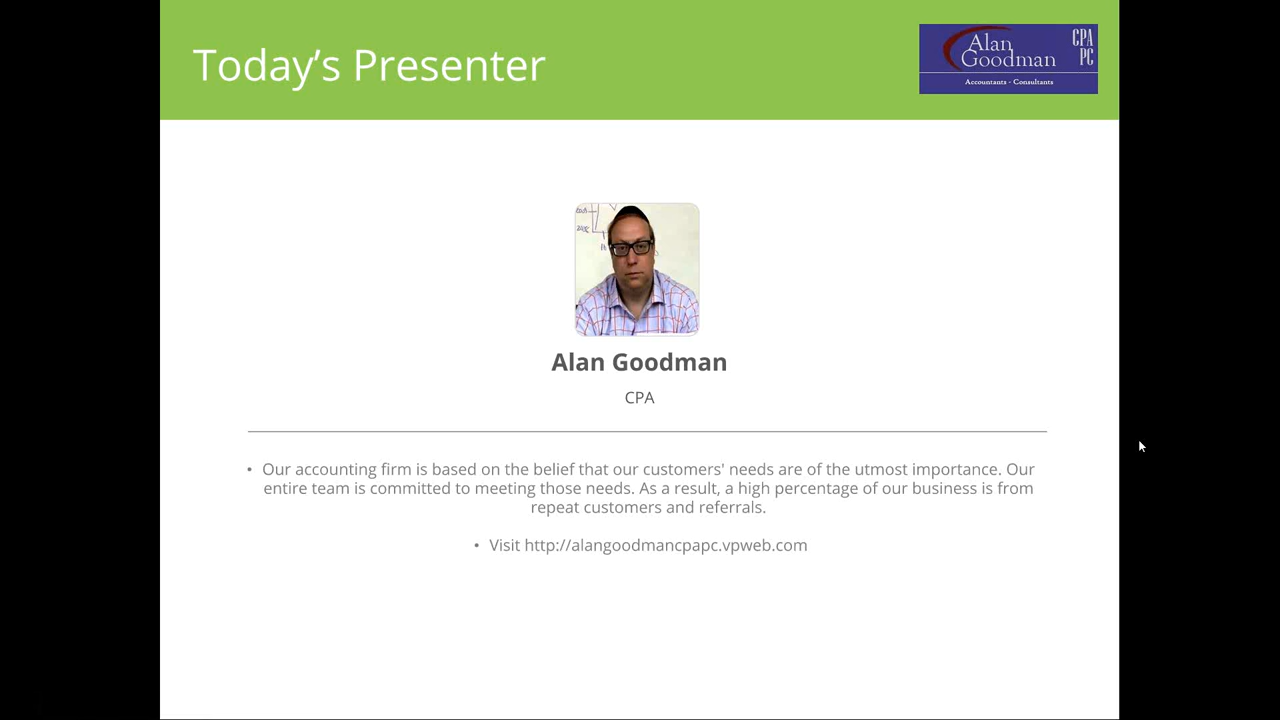 Today’s Presenter
Alan
Goodman
CPA
PC
Accountants - Consultants
Alan Goodman
CPA
• Our accounting firm is based on the belief that our customers' needs are of the utmost importance. Our
entire team is committed to meeting those needs. As a result, a high percentage of our business is from
repeat customers and referrals.
• Visit http://alangoodmancpapc.vpweb.com